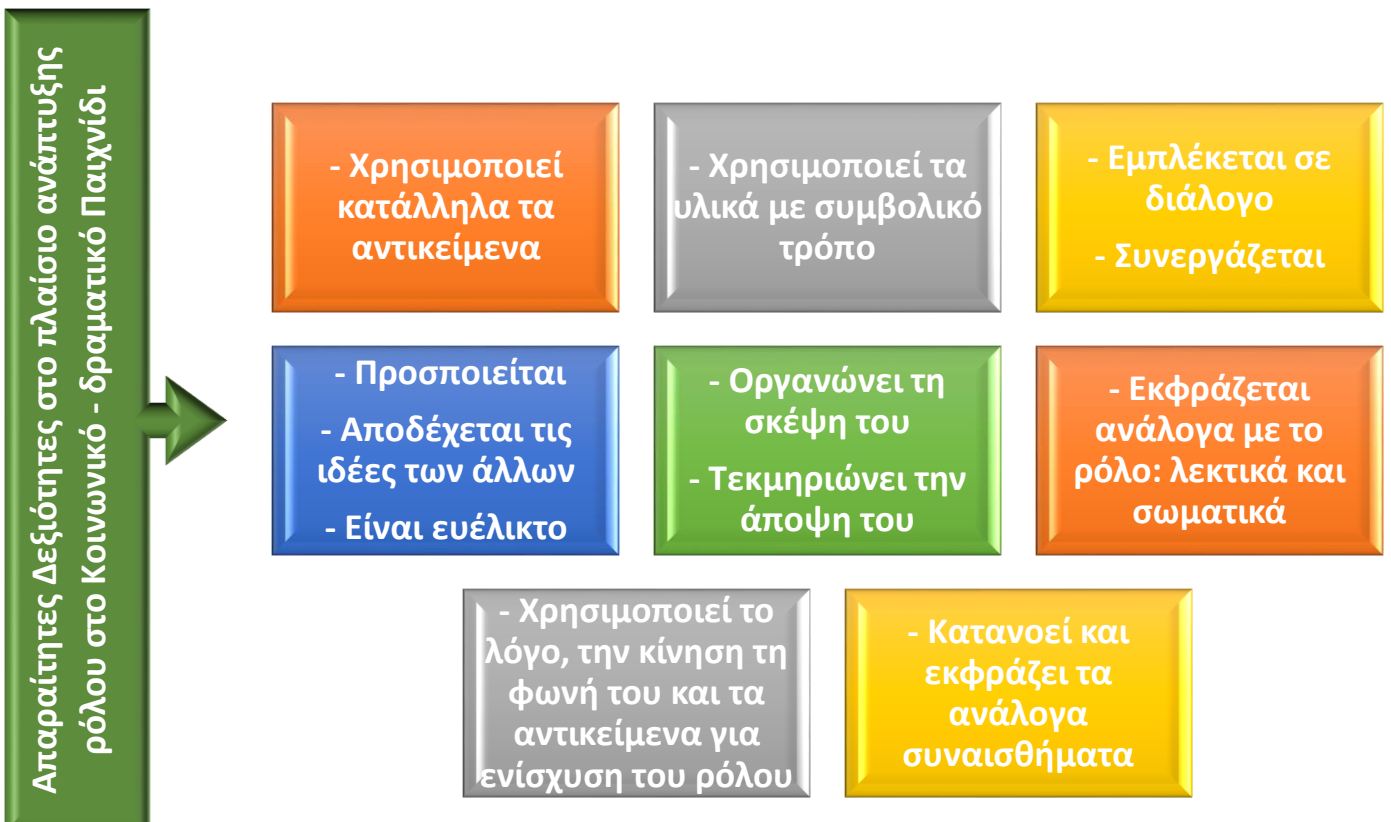 Απαραίτητες Δεξιότητες στο πλαίσιο ανάπτυξης
ρόλου στο Κοινωνικό - δραματικό Παιχνίδι
- Χρησιμοποιεί
κατάλληλα τα
αντικείμενα
- Χρησιμοποιεί τα
υλικά με συμβολικό
τρόπο
- Εμπλέκεται σε
διάλογο
- Συνεργάζεται
- Προσποιείται
- Αποδέχεται τις
ιδέες των άλλων
- Είναι ευέλικτο
- Οργανώνει τη
σκέψη του
- Τεκμηριώνει την
άποψη του
- Εκφράζεται
ανάλογα με το
ρόλο: λεκτικά και
σωματικά
- Χρησιμοποιεί το
λόγο, την κίνηση τη
φωνή του και τα
αντικείμενα για
ενίσχυση του ρόλου
- Κατανοεί και
εκφράζει τα
ανάλογα
συναισθήματα